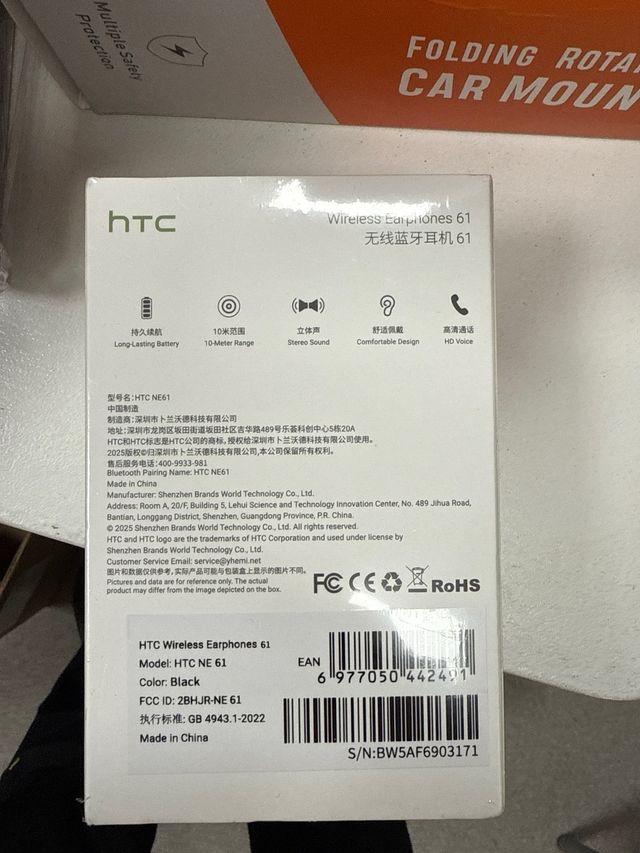 Multiple Safety
Protection
FOLDING ROTA
CAR MOUN
hTC
Wireless Earphones 61
无线蓝牙耳机 61
持久续航
Long-Lasting Battery
10米范围
10-Meter Range
立体声
Stereo Sound
舒适佩戴
Comfortable Design
高清通话
HD Voice
型号名: HTC NE61
中国制造
制造商: 深圳市卜兰沃德科技有限公司
地址: 深圳市龙岗区坂田街道坂田社区吉华路489号乐荟科创中心5栋20A
HTC和HTC标志是HTC公司的商标, 授权给深圳市卜兰沃德科技有限公司使用。
2025版权©归深圳市卜兰沃德科技有限公司, 本公司保留所有权利。
售后服务电话: 400-9933-981
Bluetooth Pairing Name: HTC NE61
Made in China
Manufacturer: Shenzhen Brands World Technology Co., Ltd.
Address: Room A, 20/F, Building 5, Lehui Science and Technology Innovation Center, No. 489 Jihua Road,
Bantian, Longgang District, Shenzhen, Guangdong Province, P.R. China.
© 2025 Shenzhen Brands World Technology Co., Ltd. All rights reserved.
HTC and HTC logo are the trademarks of HTC Corporation and used under license by
Shenzhen Brands World Technology Co., Ltd.
Customer Service Email: service@yhemi.net
图片和数据仅供参考, 实际产品可能与包装盒上显示的图片不同。
Pictures and data are for reference only. The actual
product may differ from the image depicted on the box.
FC CE RoHS
HTC Wireless Earphones 61
Model: HTC NE 61
Color: Black
FCC ID: 2BHJR-NE 61
执行标准: GB 4943.1-2022
Made in China
EAN
6 977050 442491
S/N:BW5AF6903171